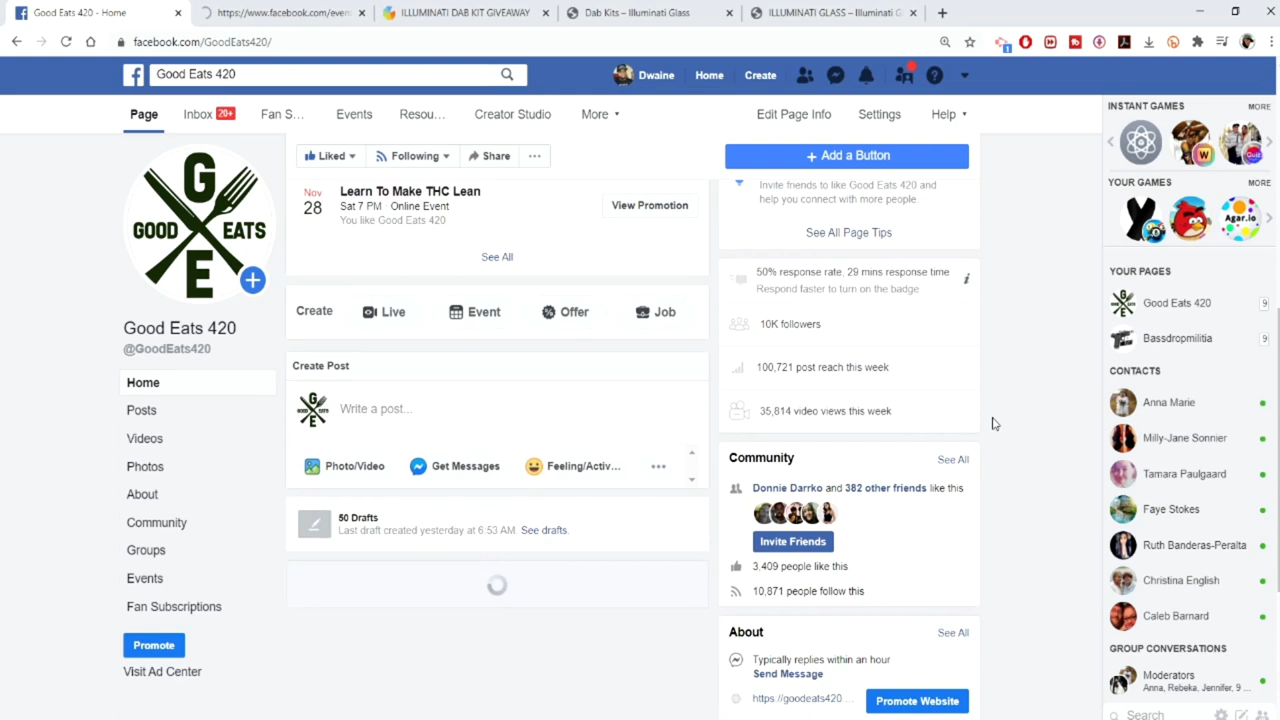 Good Eats 420 - Home
https://www.facebook.com/even
ILLUMINATI DAB KIT GIVEAWAY
Dab Kits – Illuminati Glass
ILLUMINATI GLASS – Illuminati G
facebook.com/GoodEats420/
Good Eats 420
Dwaine
Home
Create
Page
Inbox 20+
Fan S...
Events
Resou...
Creator Studio
More
Edit Page Info
Settings
Help
G
GOOD EATS
E
Good Eats 420
@GoodEats420
Home
Posts
Videos
Photos
About
Community
Groups
Events
Fan Subscriptions
Promote
Visit Ad Center
Liked
Following
Share
Nov
28
Learn To Make THC Lean
Sat 7 PM · Online Event
You like Good Eats 420
View Promotion
See All
Create
Live
Event
Offer
Job
Create Post
Write a post...
Photo/Video
Get Messages
Feeling/Activ...
50 Drafts
Last draft created yesterday at 6:53 AM. See drafts.
+ Add a Button
Invite friends to like Good Eats 420 and
help you connect with more people.
See All Page Tips
50% response rate, 29 mins response time
Respond faster to turn on the badge
10K followers
100,721 post reach this week
35,814 video views this week
Community
See All
Donnie Darrko and 382 other friends like this
Invite Friends
3,409 people like this
10,871 people follow this
About
See All
Typically replies within an hour
Send Message
https://goodeats420....
Promote Website
INSTANT GAMES
MORE
YOUR GAMES
MORE
Agar.io
YOUR PAGES
Good Eats 420
9
Bassdropmilitia
9
CONTACTS
Anna Marie
Milly-Jane Sonnier
Tamara Paulgaard
Faye Stokes
Ruth Banderas-Peralta
Christina English
Caleb Barnard
GROUP CONVERSATIONS
Moderators
Anna, Rebeka, Jennifer, 9 ...
Search